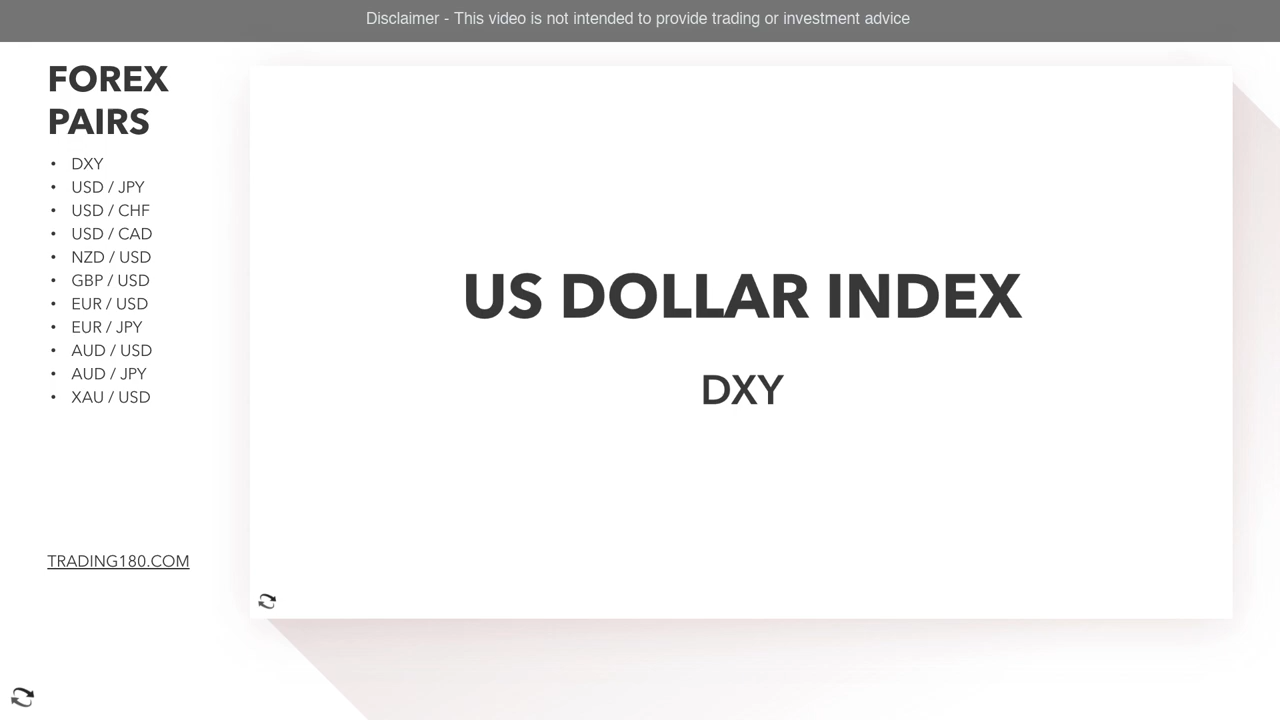 Disclaimer - This video is not intended to provide trading or investment advice
FOREX
PAIRS
• DXY
• USD / JPY
• USD / CHF
• USD / CAD
• NZD / USD
• GBP / USD
• EUR / USD
• EUR / JPY
• AUD / USD
• AUD / JPY
• XAU / USD
TRADING180.COM
US DOLLAR INDEX
DXY